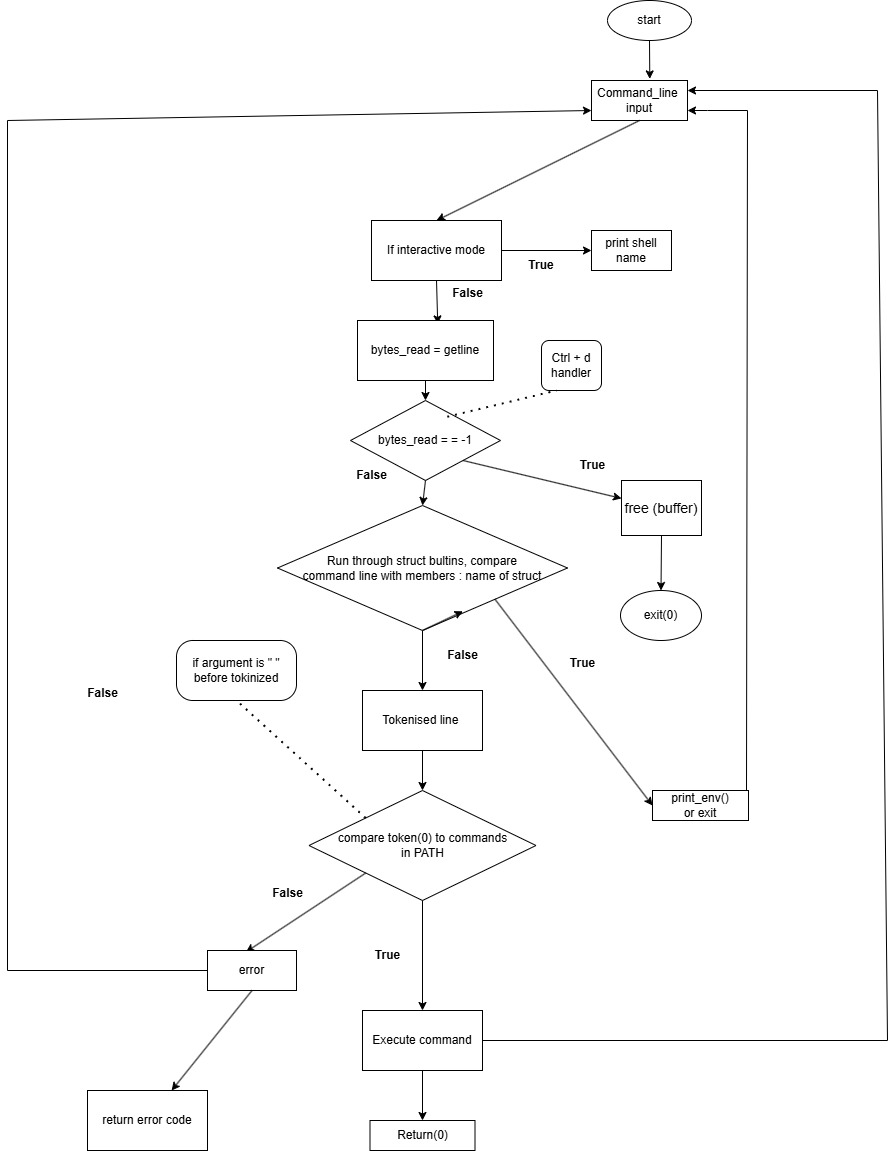 start
Command_line
input
If interactive mode
True
print shell
name
False
bytes_read = getline
Ctrl + d
handler
bytes_read = = -1
True
False
free (buffer)
Run through struct bultins, compare
command line with members : name of struct
exit(0)
False
True
if argument is " "
before tokinized
False
Tokenised line
print_env()
or exit
compare token(0) to commands
in PATH
False
True
error
Execute command
return error code
Return(0)